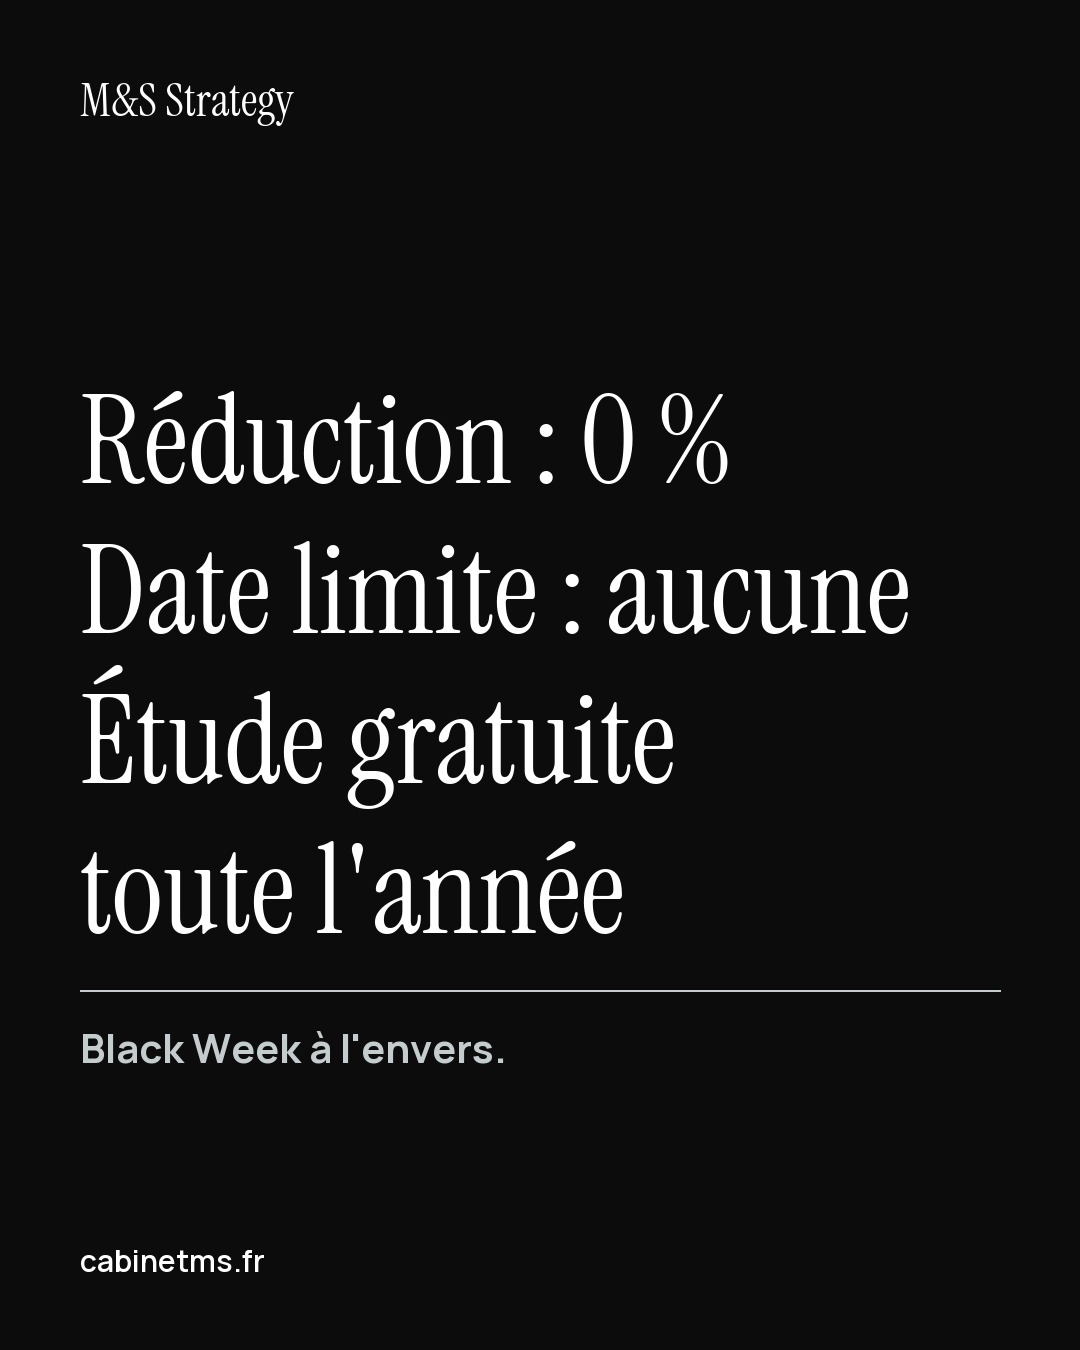 M&S Strategy
Réduction : 0 %
Date limite : aucune
Étude gratuite
toute l'année
Black Week à l'envers.
cabinetms.fr